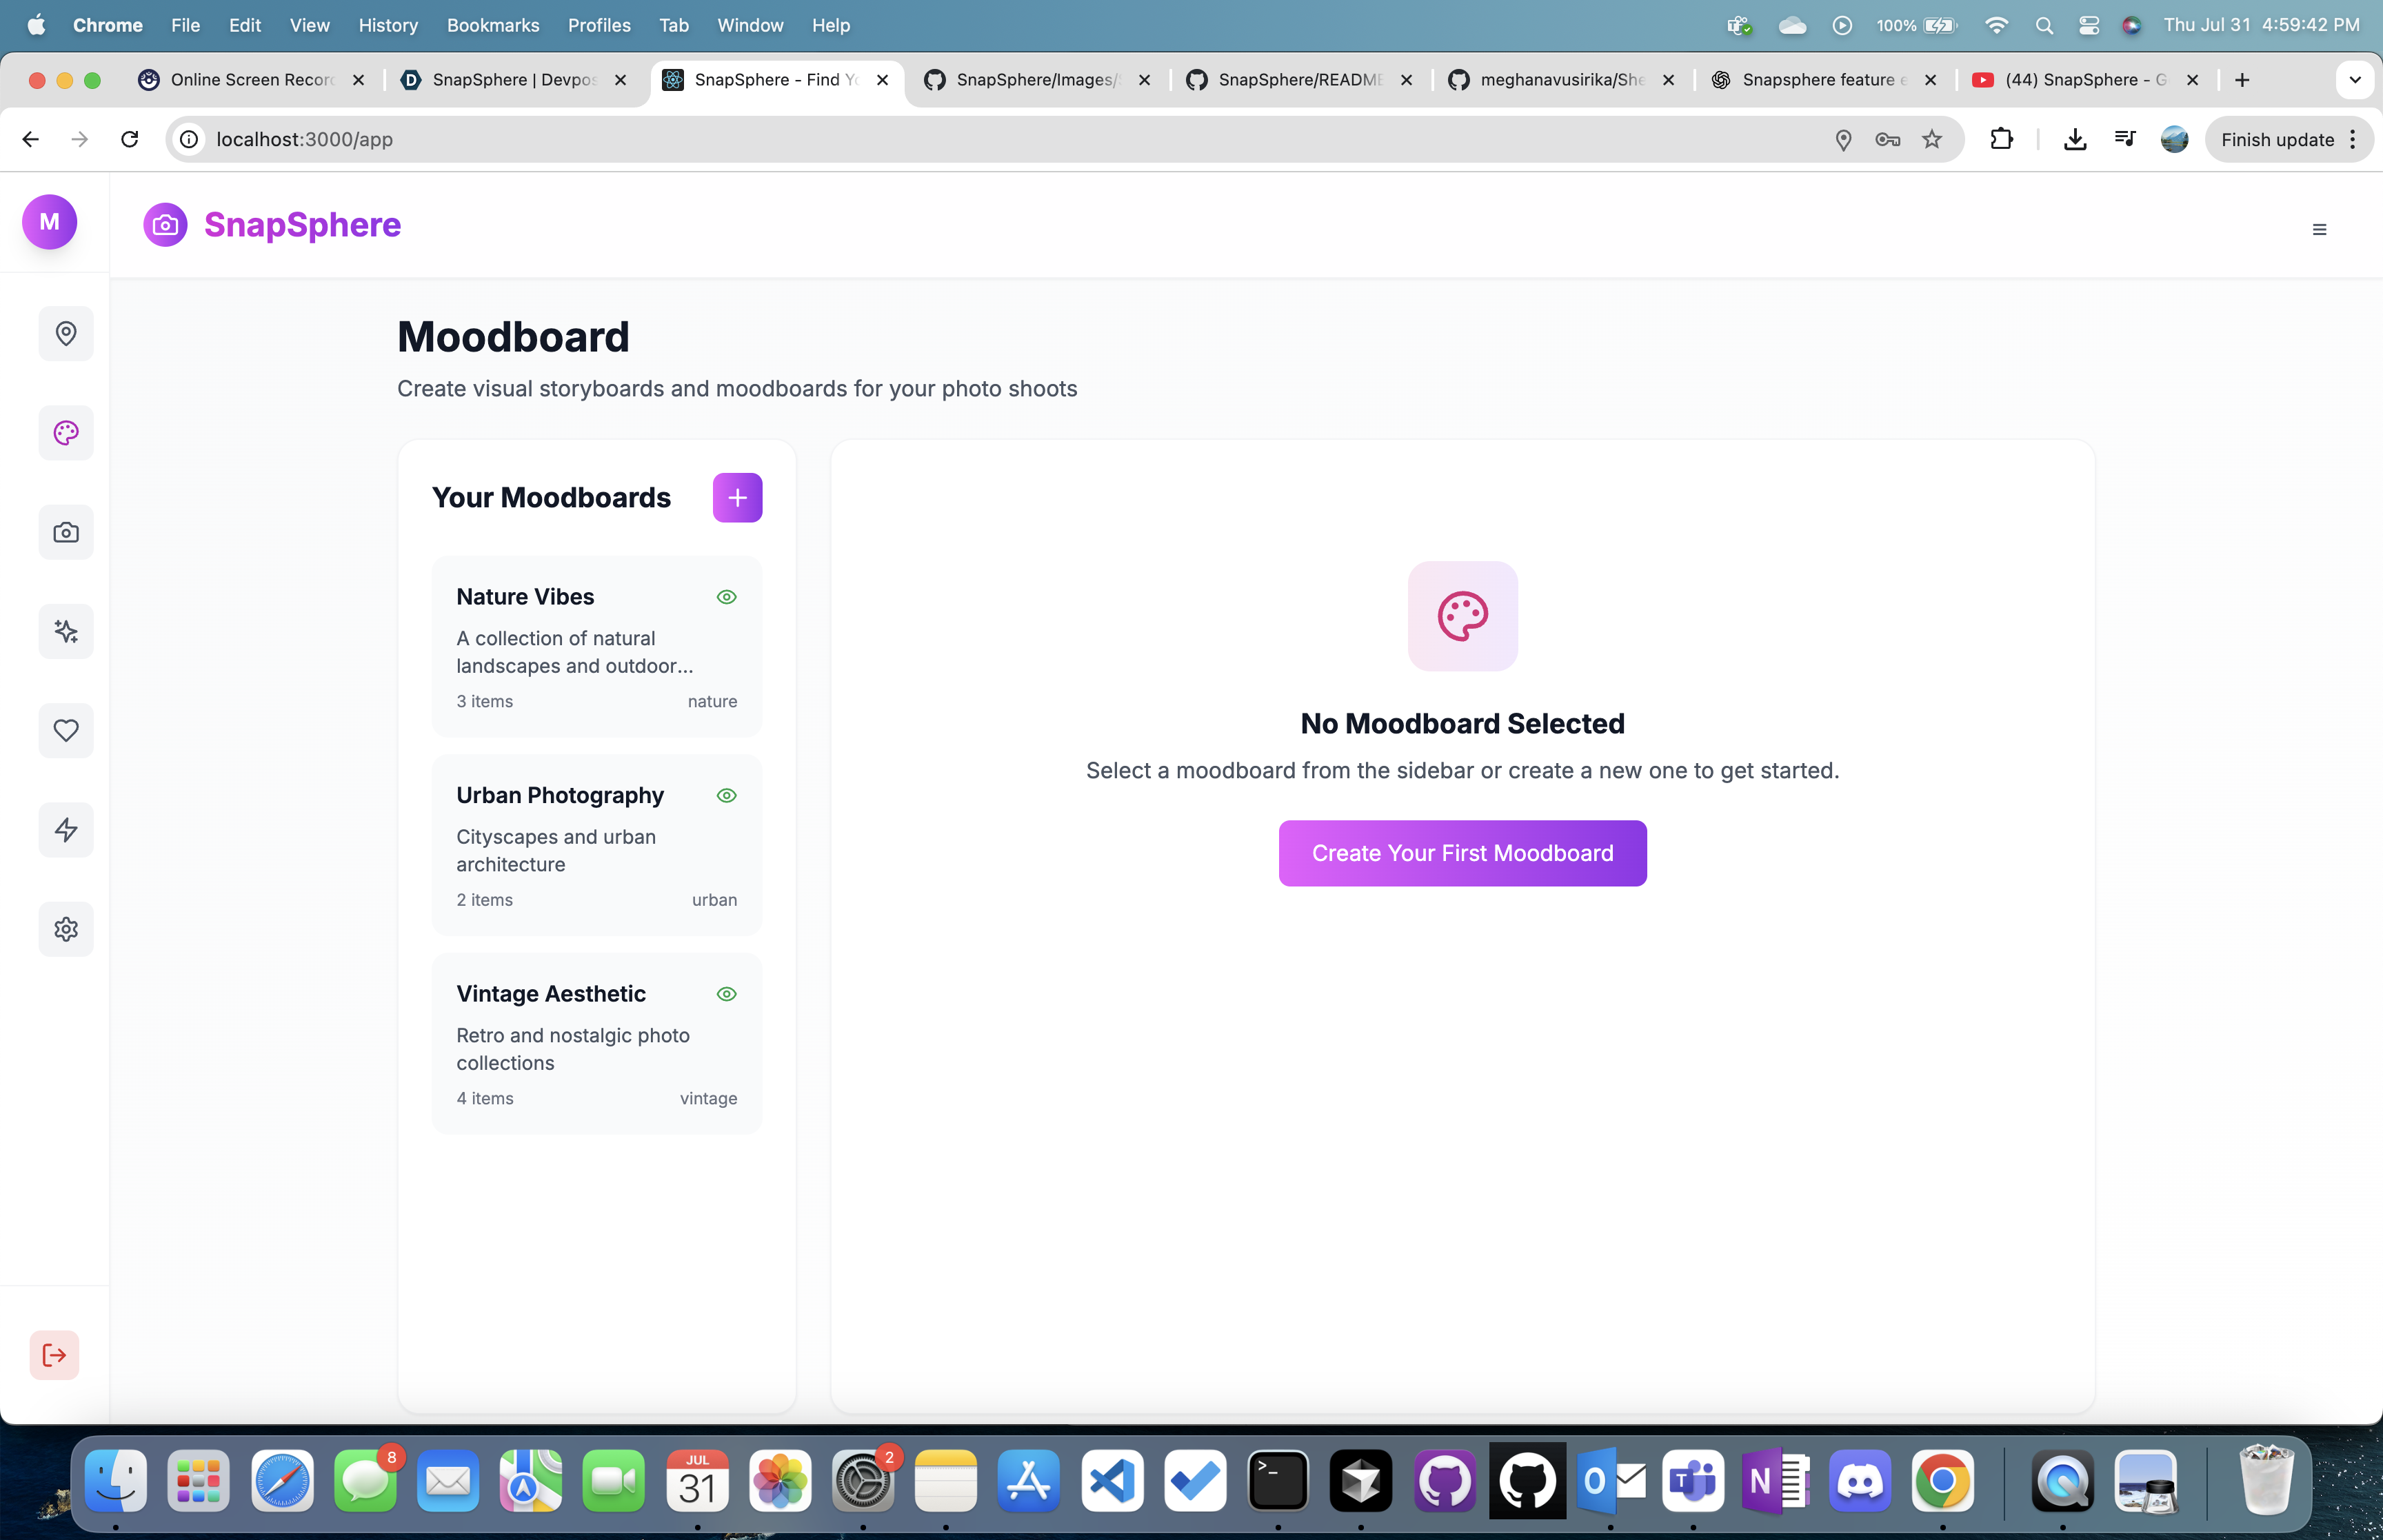 Chrome File Edit View History Bookmarks Profiles Tab Window Help 100% Thu Jul 31 4:59:42 PM
Online Screen Recor SnapSphere | Devpos SnapSphere - Find Yo SnapSphere/Images/ SnapSphere/README meghanavusirika/She Snapsphere feature e (44) SnapSphere - G
localhost:3000/app Finish update
M SnapSphere
Moodboard
Create visual storyboards and moodboards for your photo shoots
Your Moodboards
Nature Vibes
A collection of natural
landscapes and outdoor...
3 items nature
Urban Photography
Cityscapes and urban
architecture
2 items urban
Vintage Aesthetic
Retro and nostalgic photo
collections
4 items vintage
No Moodboard Selected
Select a moodboard from the sidebar or create a new one to get started.
Create Your First Moodboard
8 JUL 31 2